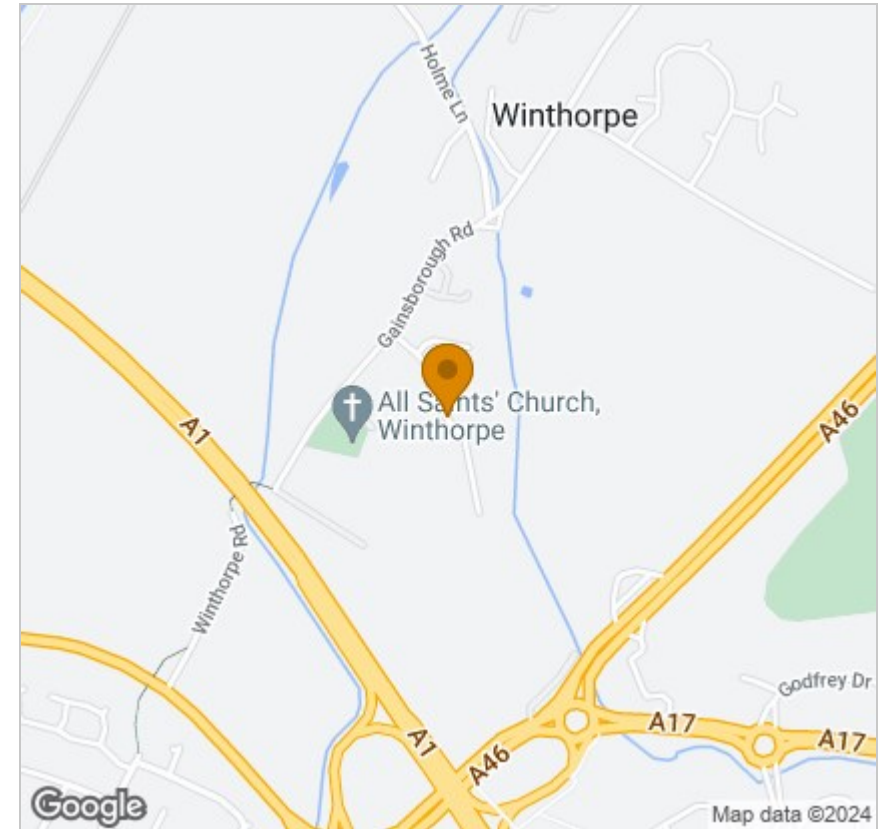 Holme Ln
Winthorpe
Gainsborough Rd
All Saints' Church,
Winthorpe
A1
A46
Winthorpe Rd
Godfrey Dr
A1
A46
A17
A17
Google
Map data ©2024